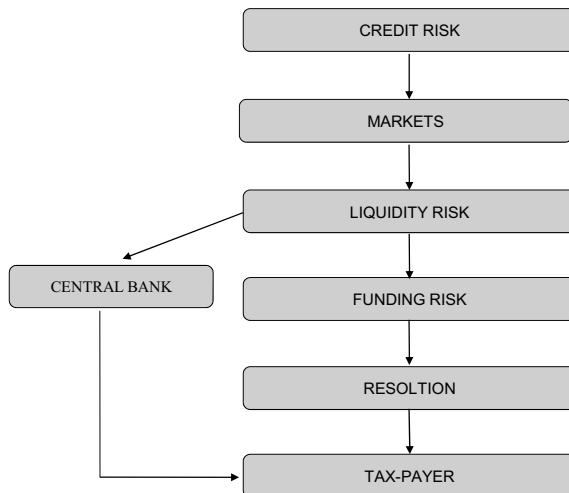 CREDIT RISK
MARKETS
LIQUIDITY RISK
CENTRAL BANK
FUNDING RISK
RESOLTION
TAX-PAYER